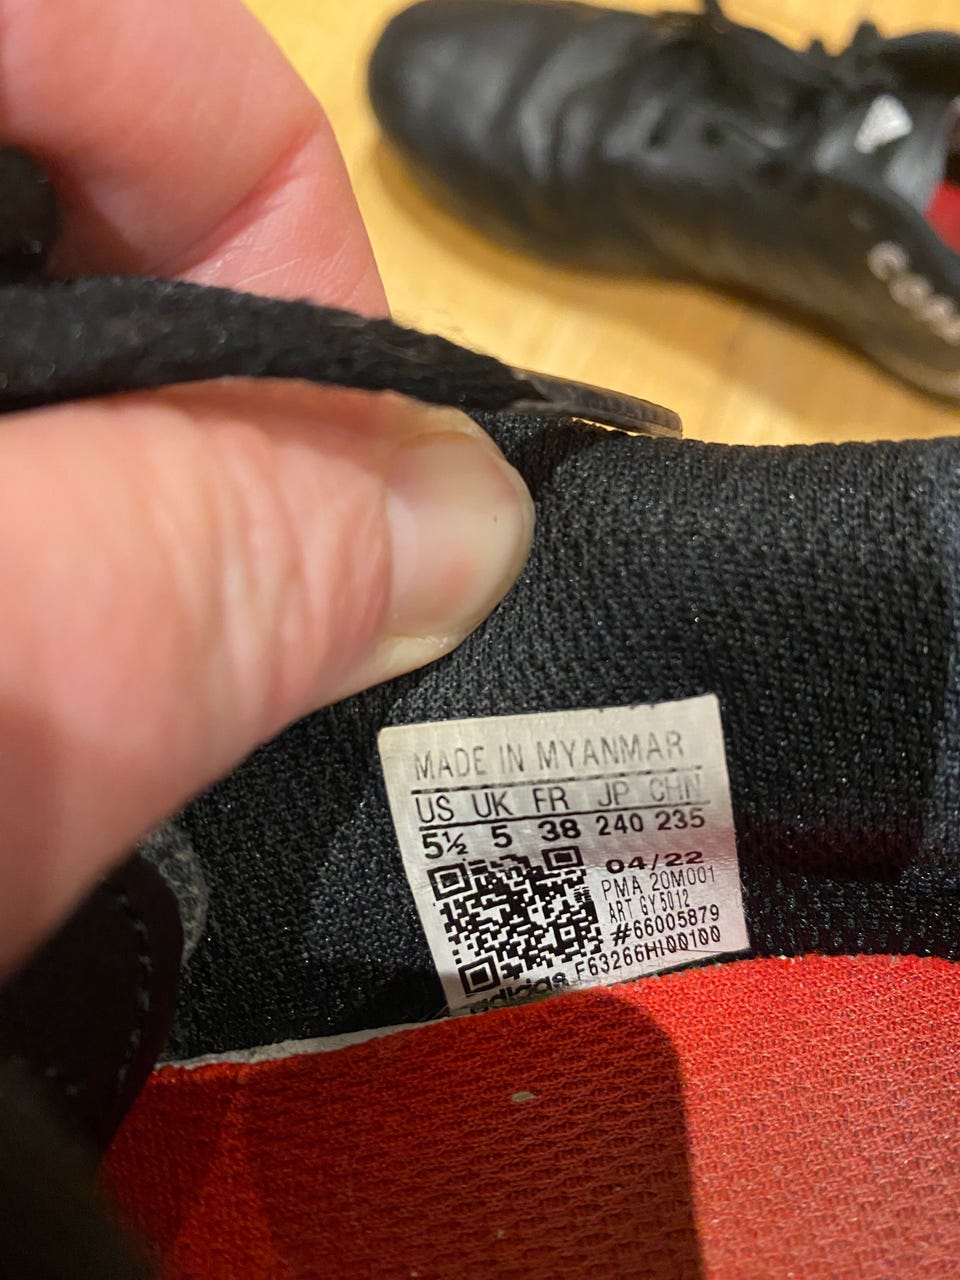 MADE IN MYANMAR
US UK FR JP CHN
5½ 5 38 240 235
04/22
PMA 20M001
ART GY5012
#66005879
F63266HI00100
adidas